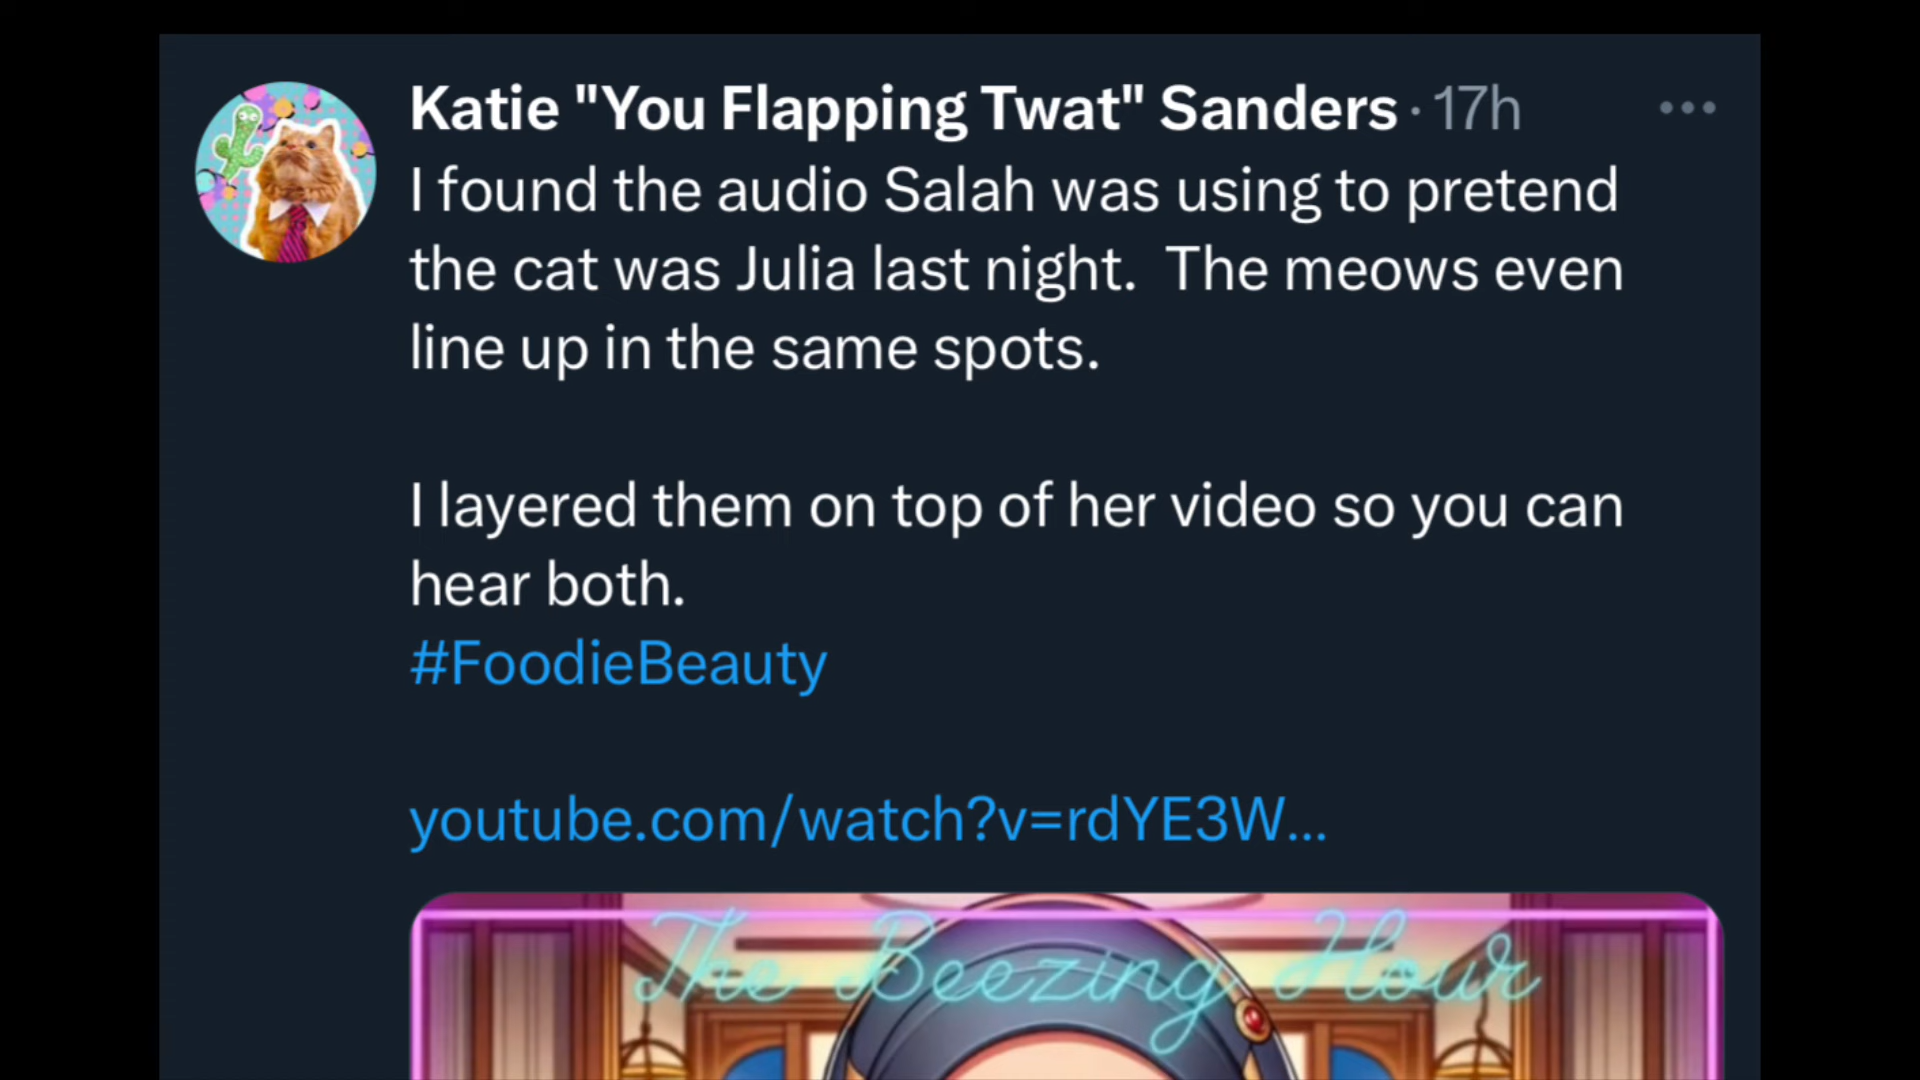 Katie "You Flapping Twat" Sanders · 17h
I found the audio Salah was using to pretend
the cat was Julia last night.  The meows even
line up in the same spots.
I layered them on top of her video so you can
hear both.
#FoodieBeauty
youtube.com/watch?v=rdYE3W...
The Beezing Hour